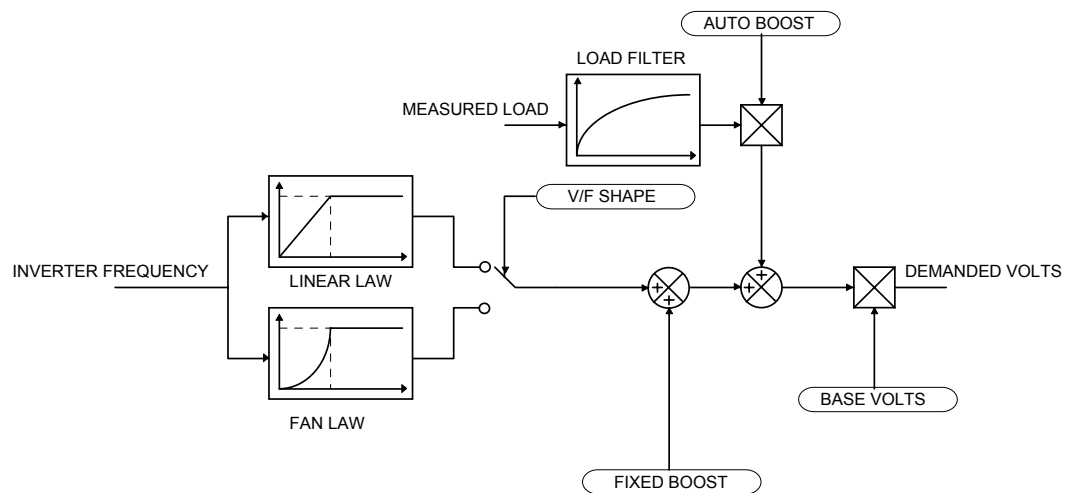 AUTO BOOST
LOAD FILTER
MEASURED LOAD
V/F SHAPE
INVERTER FREQUENCY
LINEAR LAW
DEMANDED VOLTS
+
+
+
+
FAN LAW
BASE VOLTS
FIXED BOOST